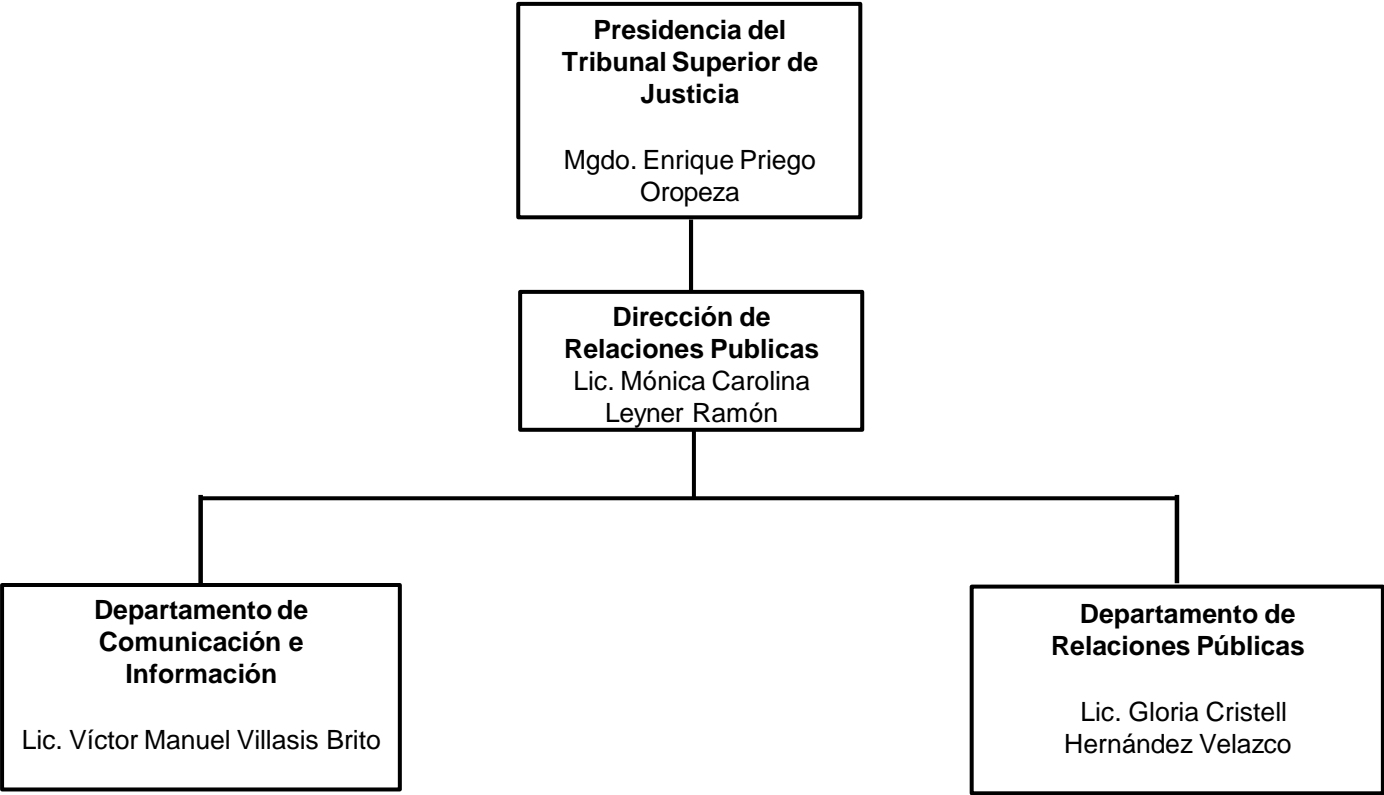 Presidencia del
Tribunal Superior de
Justicia
Mgdo. Enrique Priego
Oropeza
Dirección de
Relaciones Publicas
Lic. Mónica Carolina
Leyner Ramón
Departamento de
Comunicación e
Información
Lic. Víctor Manuel Villasis Brito
Departamento de
Relaciones Públicas
Lic. Gloria Cristell
Hernández Velazco